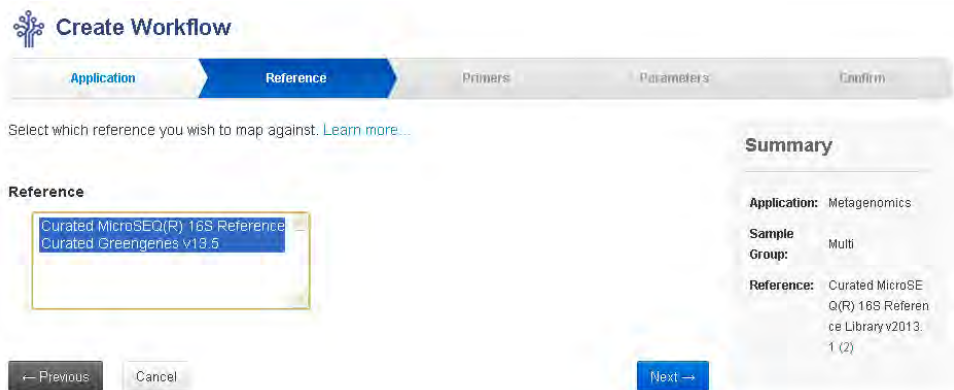 Create Workflow
Application
Reference
Primers
Parameters
Confirm
Select which reference you wish to map against. Learn more...
Reference
Curated MicroSEQ(R) 16S Reference
Curated Greengenes v13.5
← Previous
Cancel
Next →
Summary
Application: Metagenomics
Sample
Group: Multi
Reference: Curated MicroSE
Q(R) 16S Referen
ce Library v2013.
1 (2)